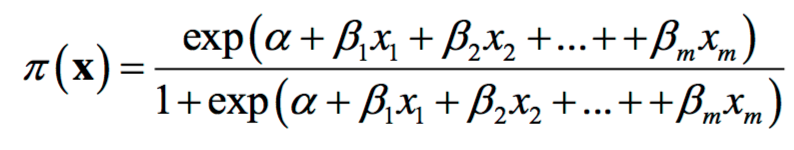 π(x) = exp(α + β₁x₁ + β₂x₂ +...++βₘxₘ) / 1+exp(α + β₁x₁ + β₂x₂ +...++βₘxₘ)